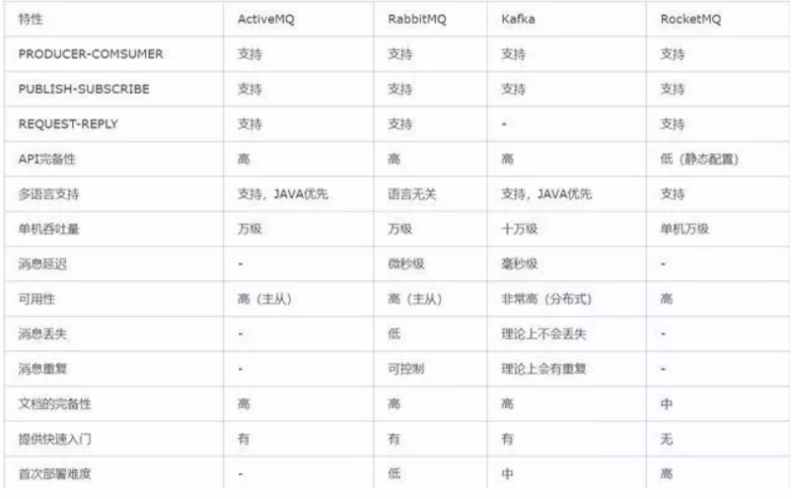 特性 ActiveMQ RabbitMQ Kafka RocketMQ
PRODUCER-COMSUMER 支持 支持 支持 支持
PUBLISH-SUBSCRIBE 支持 支持 支持 支持
REQUEST-REPLY 支持 支持 - 支持
API完备性 高 高 高 低（静态配置）
多语言支持 支持，JAVA优先 语言无关 支持，JAVA优先 支持
单机吞吐量 万级 万级 十万级 单机万级
消息延迟 - 微秒级 毫秒级 -
可用性 高（主从） 高（主从） 非常高（分布式） 高
消息丢失 - 低 理论上不会丢失 -
消息重复 - 可控制 理论上会有重复 -
文档的完备性 高 高 高 中
提供快速入门 有 有 有 无
首次部署难度 - 低 中 高